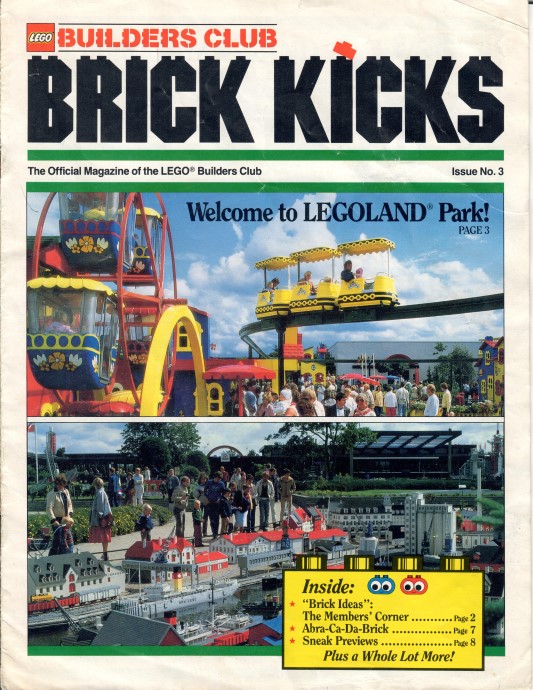 LEGO BUILDERS CLUB
BRICK KICKS
The Official Magazine of the LEGO® Builders Club Issue No. 3
Welcome to LEGOLAND® Park!
PAGE 3
Inside:
★ "Brick Ideas":
The Members' Corner ............ Page 2
★ Abra-Ca-Da-Brick ............... Page 7
★ Sneak Previews ................ Page 8
Plus a Whole Lot More!